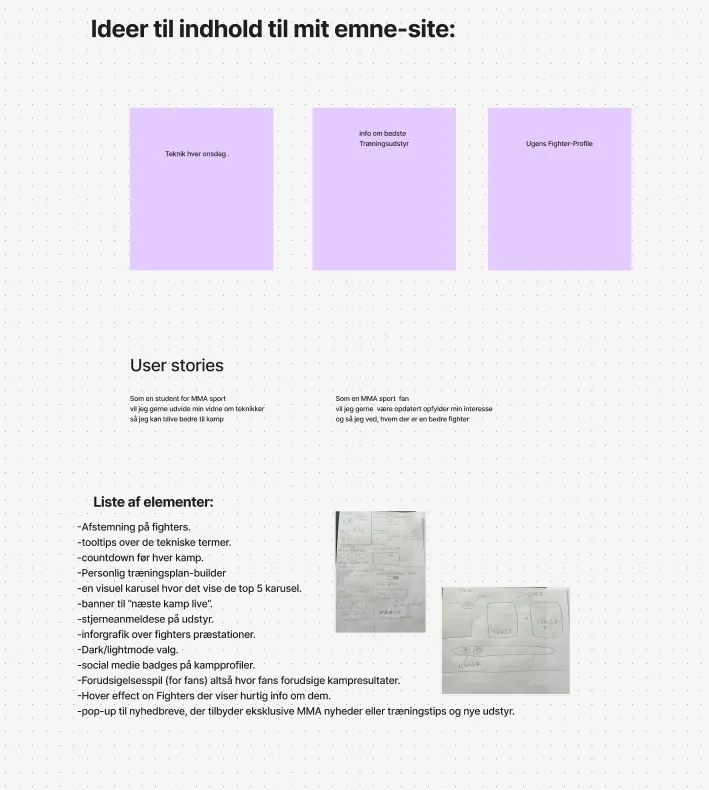 Ideer til indhold til mit emne-site:
Teknik hver onsdag .
info om bedste
Træningsudstyr
Ugens Fighter-Profile
User stories
Som en student for MMA sport
vil jeg gerne udvide min vidne om teknikker
så jeg kan blive bedre til kamp
Som en MMA sport  fan
vil jeg gerne  være opdatert opfylder min interesse
og så jeg ved, hvem der er en bedre fighter
Liste af elementer:
-Afstemning på fighters.
-tooltips over de tekniske termer.
-countdown før hver kamp.
-Personlig træningsplan-builder
-en visuel karusel hvor det vise de top 5 karusel.
-banner til "næste kamp live".
-stjerneanmeldese på udstyr.
-inforgrafik over fighters præstationer.
-Dark/lightmode valg.
-social medie badges på kampprofiler.
-Forudsigelsesspil (for fans) altså hvor fans forudsige kampresultater.
-Hover effect on Fighters der viser hurtig info om dem.
-pop-up til nyhedbreve, der tilbyder eksklusive MMA nyheder eller træningstips og nye udstyr.